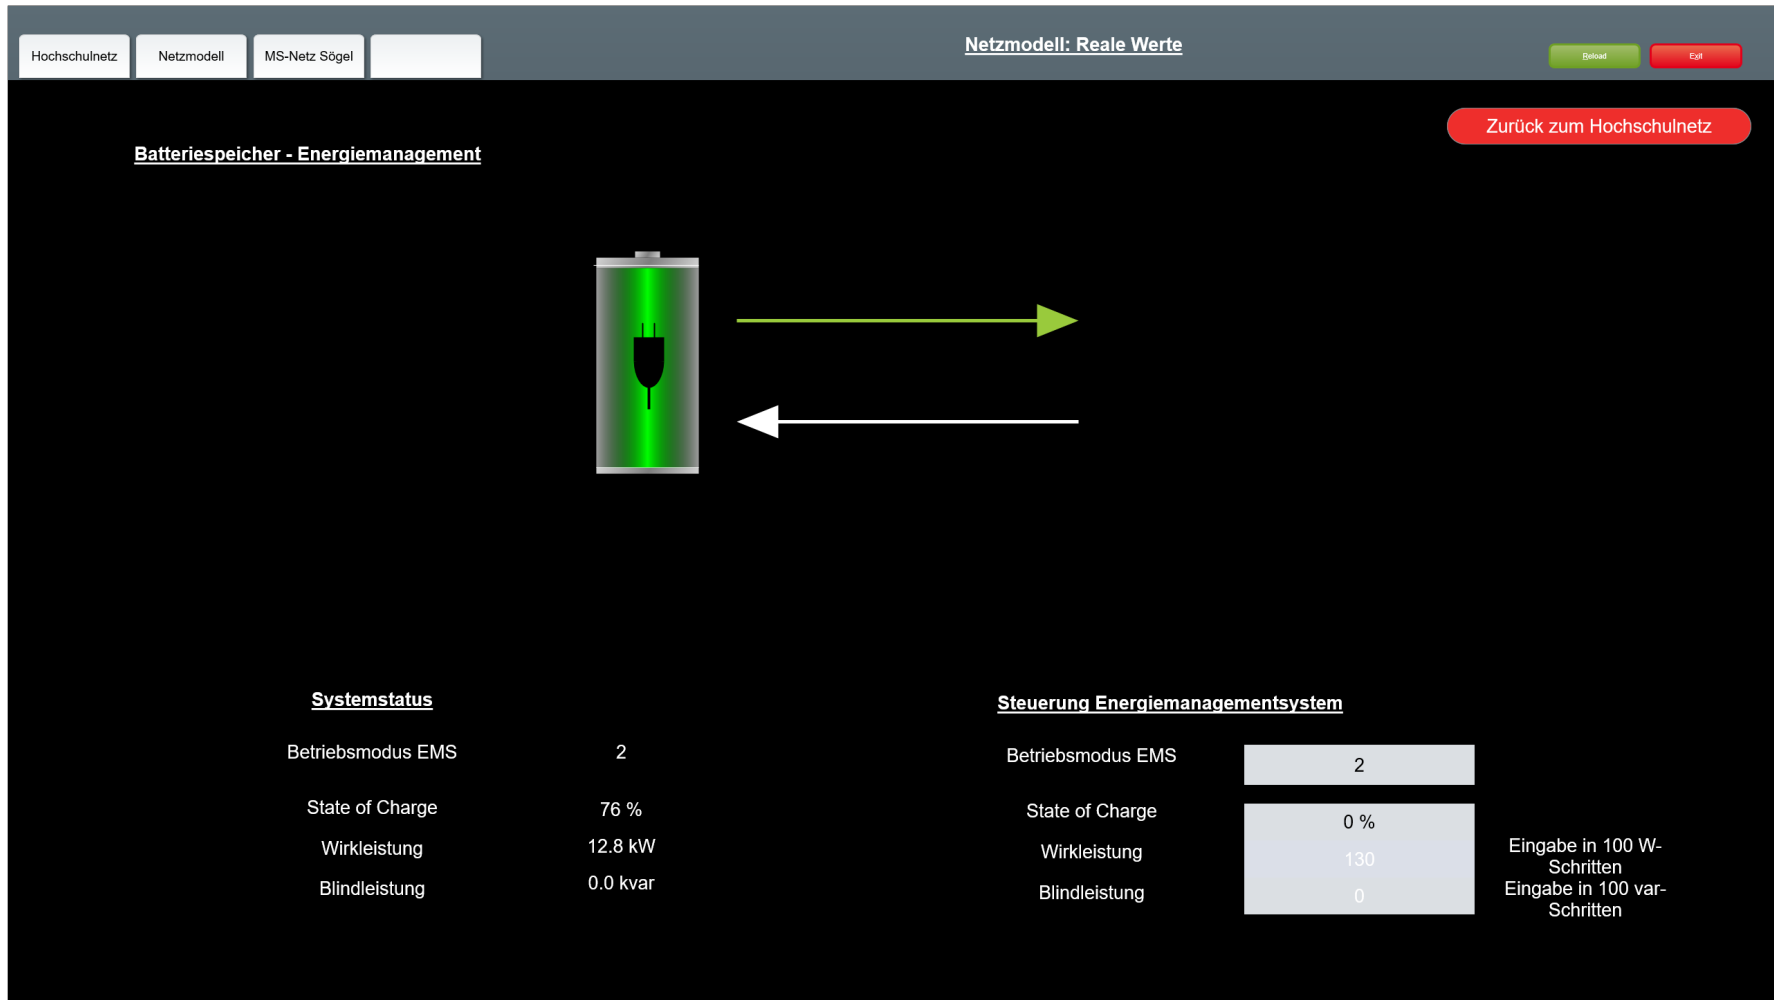 Hochschulnetz
Netzmodell
MS-Netz Sögel
Netzmodell: Reale Werte
Reload
Exit
Zurück zum Hochschulnetz
Batteriespeicher - Energiemanagement
Systemstatus
Betriebsmodus EMS 2
State of Charge 76 %
Wirkleistung 12.8 kW
Blindleistung 0.0 kvar
Steuerung Energiemanagementsystem
Betriebsmodus EMS 2
State of Charge 0 %
Wirkleistung 130 Eingabe in 100 W-
Schritten
Blindleistung 0 Eingabe in 100 var-
Schritten